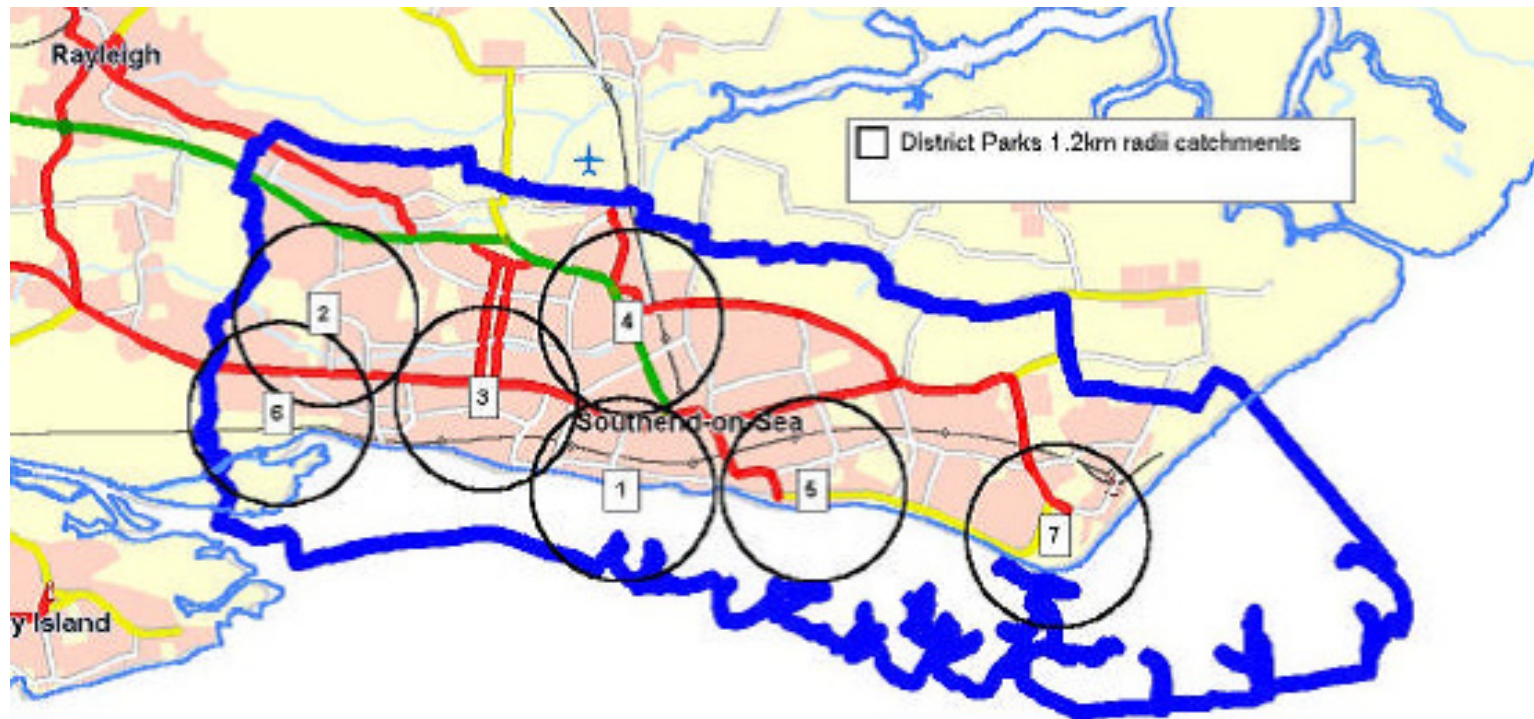 Rayleigh
District Parks 1.2km radii catchments
2
4
3
6
Southend-on-Sea
1
5
7
y Island